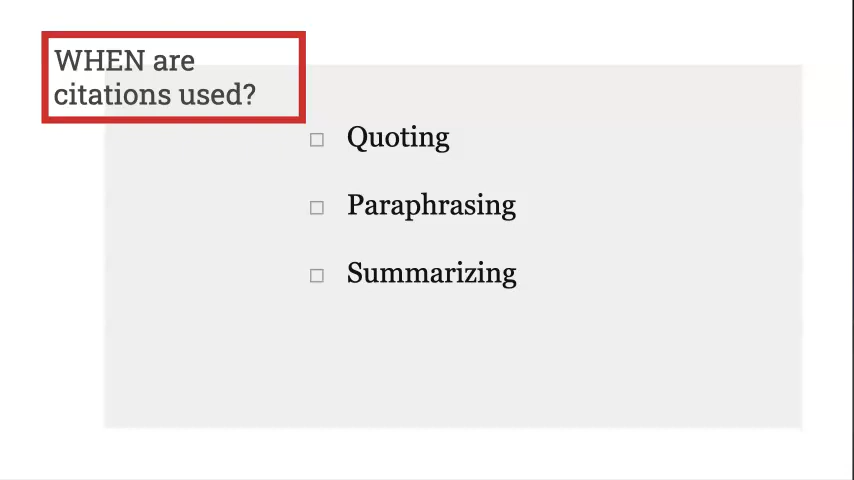 WHEN are
citations used?
Quoting
Paraphrasing
Summarizing